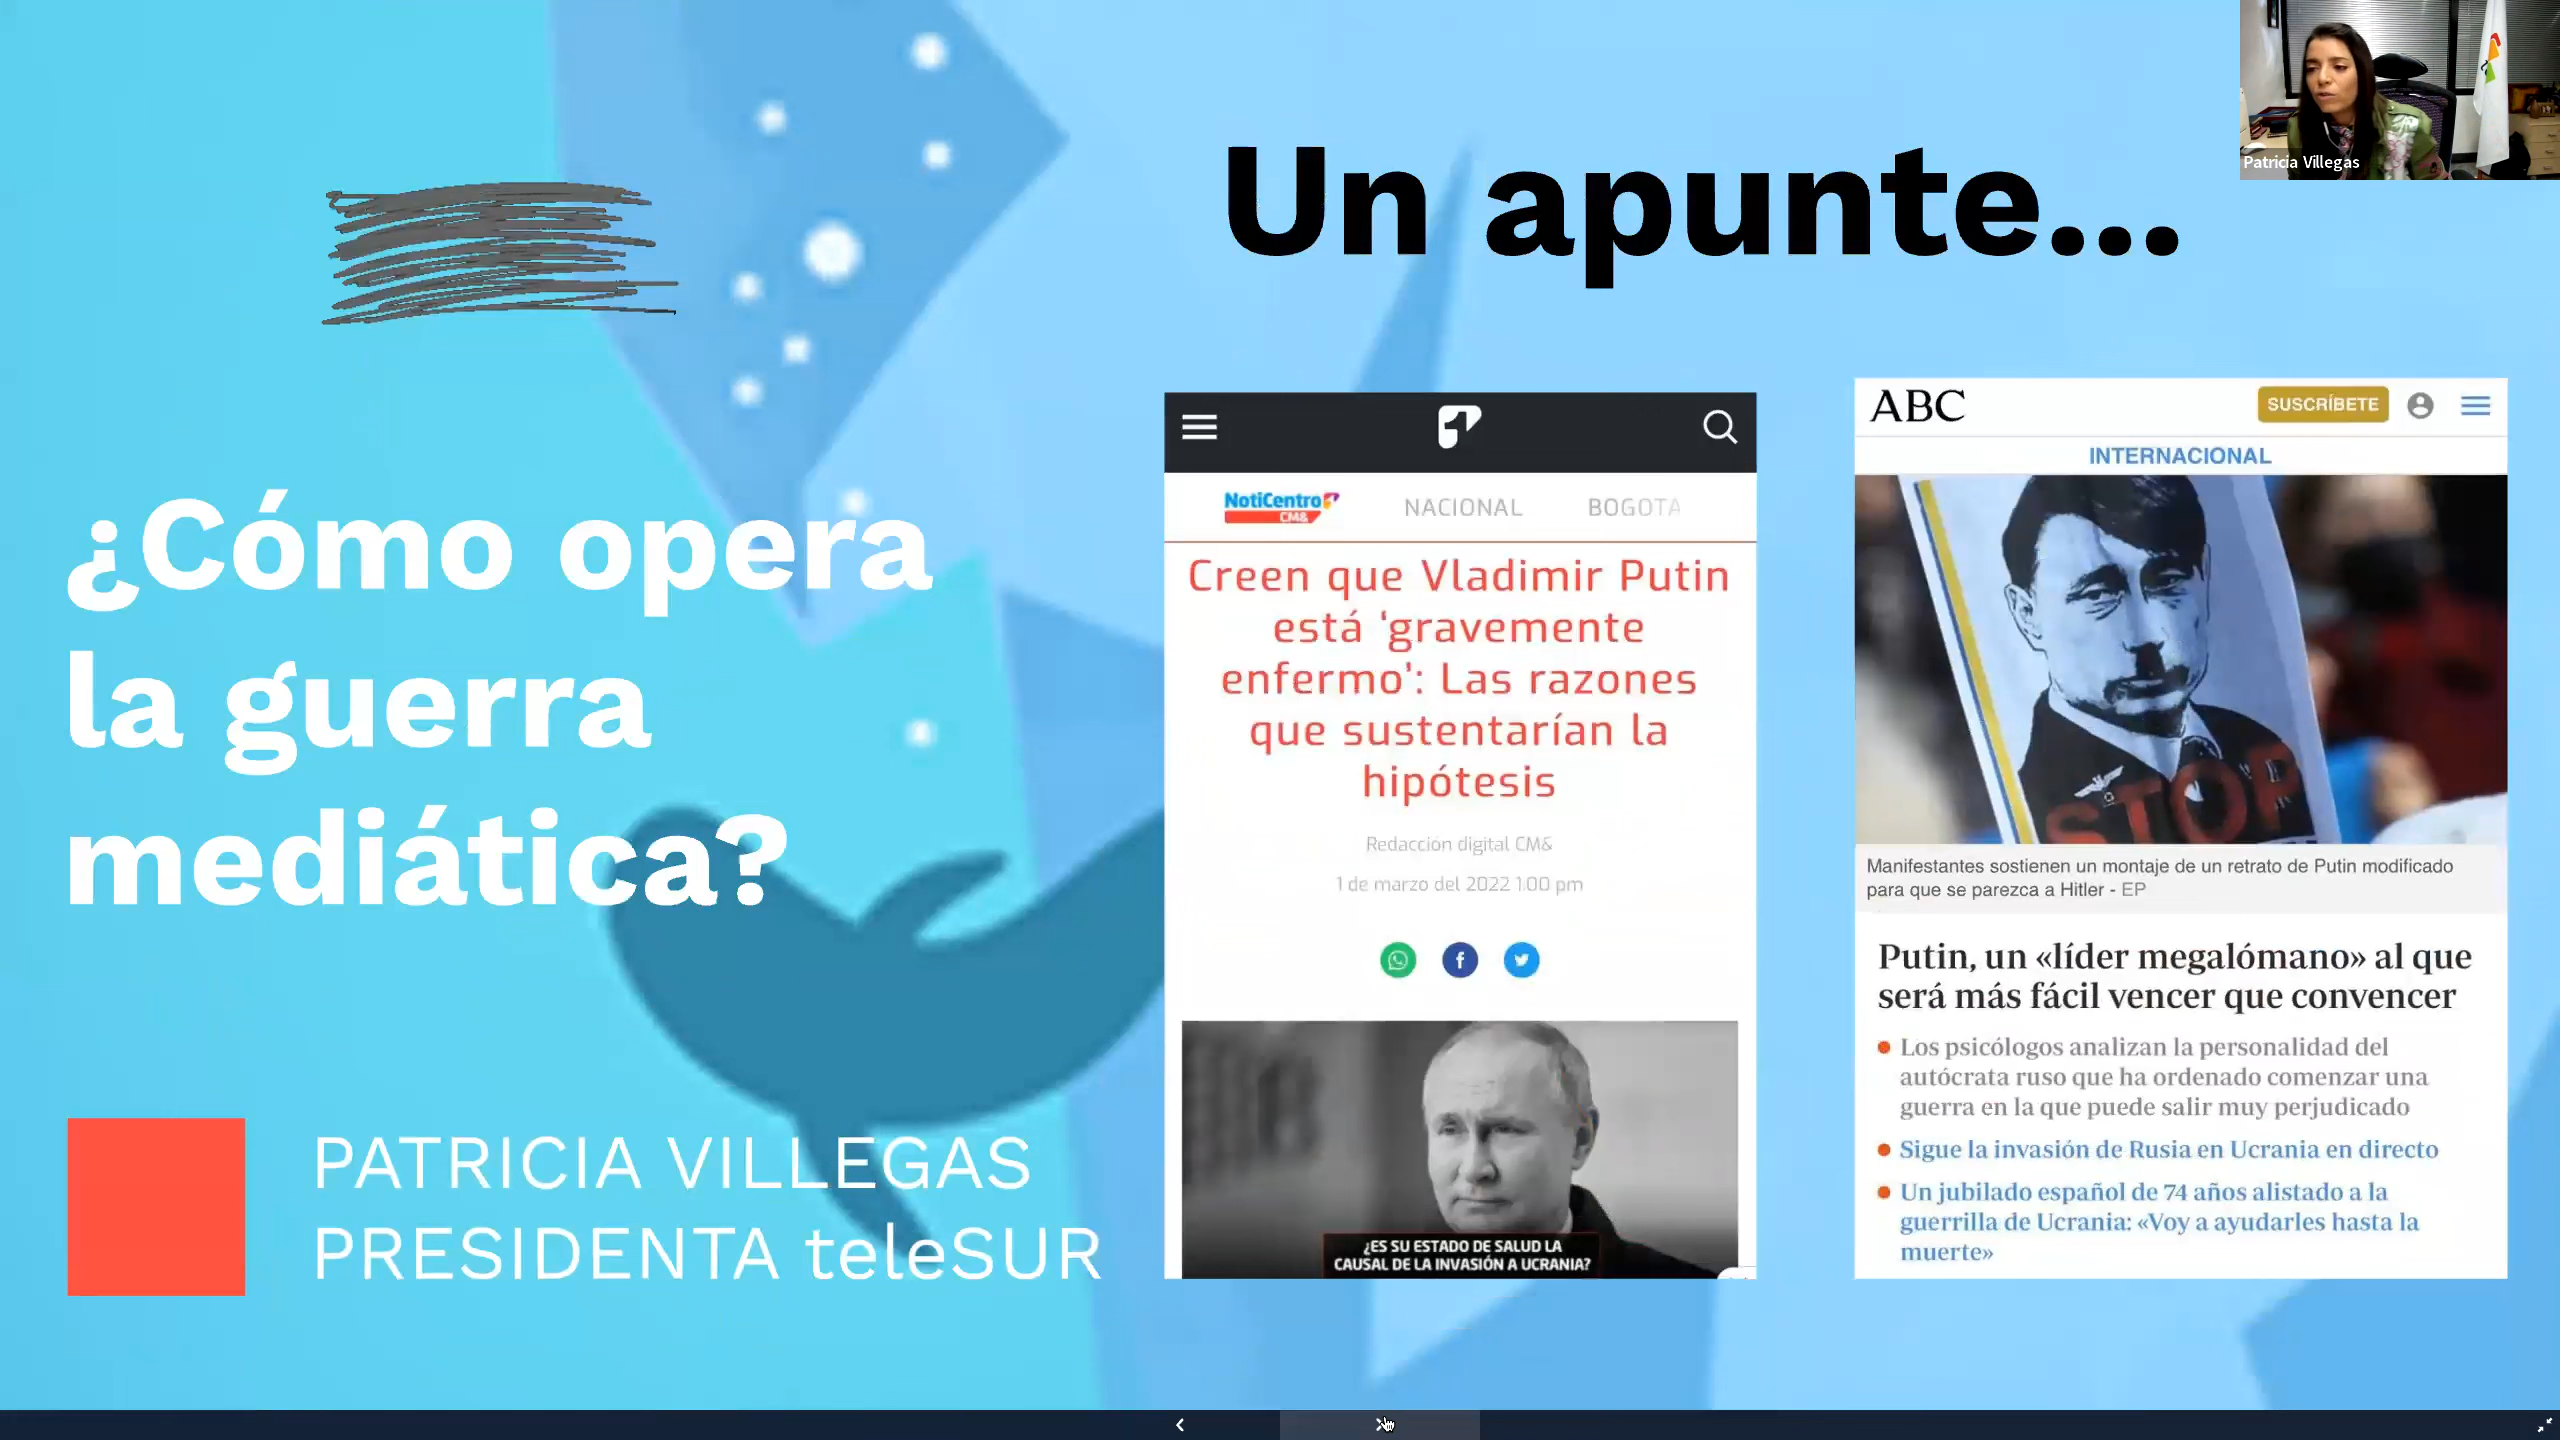 Un apunte...
Patricia Villegas
¿Cómo opera
la guerra
mediática?
PATRICIA VILLEGAS
PRESIDENTA teleSUR
NotiCentro 1
CM&
NACIONAL
BOGOTA
Creen que Vladimir Putin
está ‘gravemente
enfermo’: Las razones
que sustentarían la
hipótesis
Redacción digital CM&
1 de marzo del 2022 1:00 pm
¿ES SU ESTADO DE SALUD LA
CAUSAL DE LA INVASIÓN A UCRANIA?
ABC
SUSCRÍBETE
INTERNACIONAL
STOP
Manifestantes sostienen un montaje de un retrato de Putin modificado
para que se parezca a Hitler - EP
Putin, un «líder megalómano» al que
será más fácil vencer que convencer
Los psicólogos analizan la personalidad del
autócrata ruso que ha ordenado comenzar una
guerra en la que puede salir muy perjudicado
Sigue la invasión de Rusia en Ucrania en directo
Un jubilado español de 74 años alistado a la
guerrilla de Ucrania: «Voy a ayudarles hasta la
muerte»